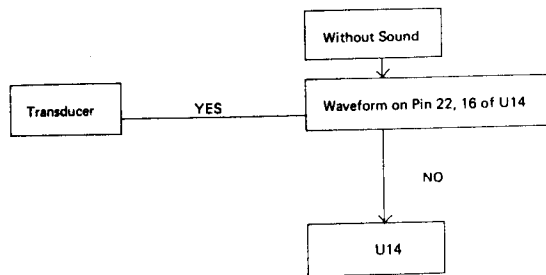 Without Sound
Transducer
YES
Waveform on Pin 22, 16 of U14
NO
U14